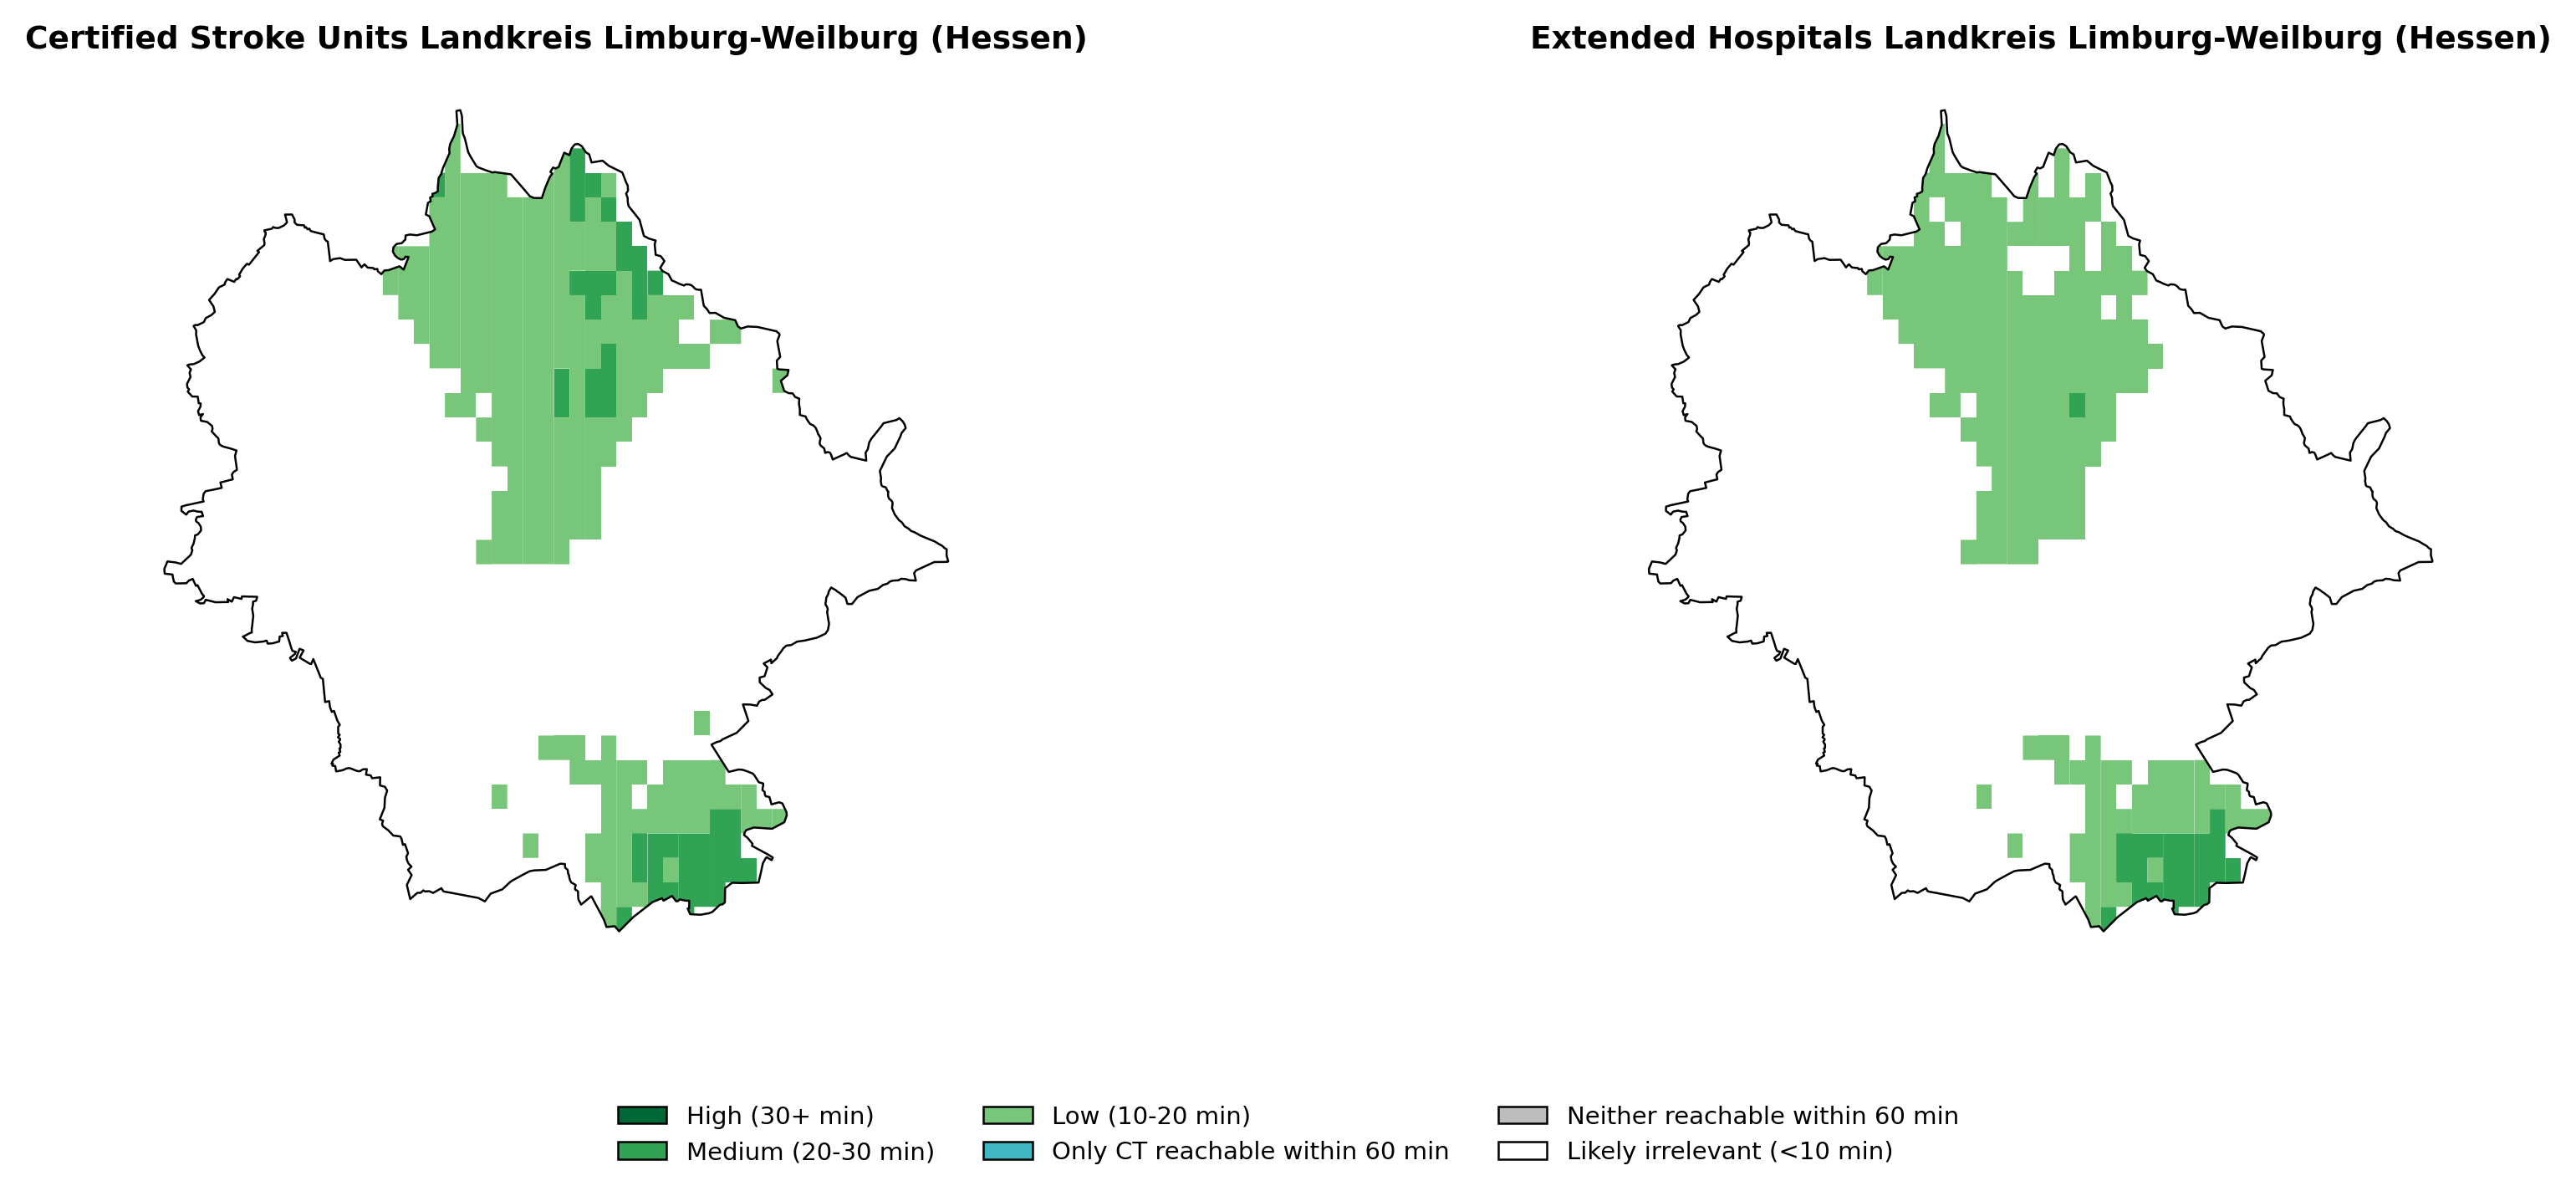 Certified Stroke Units Landkreis Limburg-Weilburg (Hessen)
Extended Hospitals Landkreis Limburg-Weilburg (Hessen)
High (30+ min)
Medium (20-30 min)
Low (10-20 min)
Only CT reachable within 60 min
Neither reachable within 60 min
Likely irrelevant (<10 min)